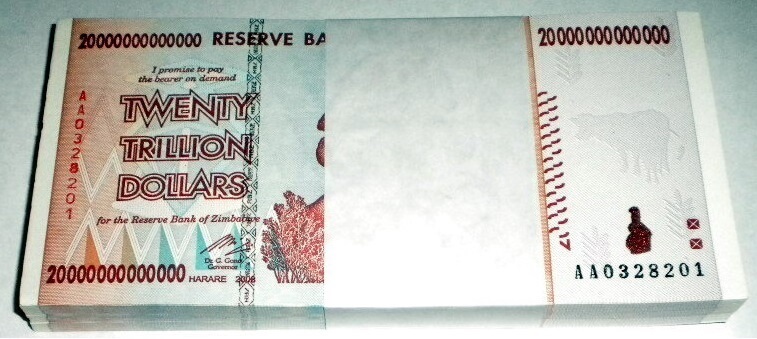 20000000000000 RESERVE BA
20000000000000
I promise to pay
the bearer on demand
TWENTY
TRILLION
DOLLARS
for the Reserve Bank of Zimbabwe
AA0328201
Dr. G. Gono
Governor
20000000000000 HARARE 2008
AA0328201